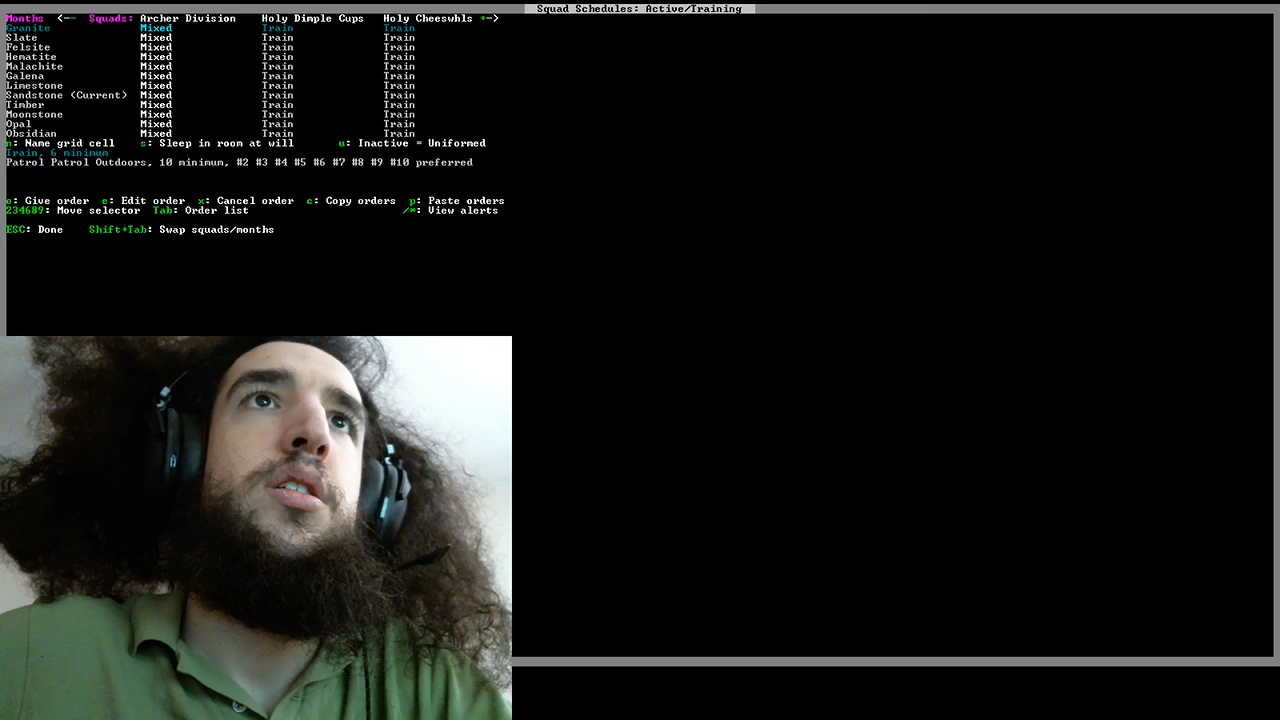 Squad Schedules: Active/Training
Months <-- Squads: Archer Division Holy Dimple Cups Holy Cheeswhls +->
Granite Mixed Train Train
Slate Mixed Train Train
Felsite Mixed Train Train
Hematite Mixed Train Train
Malachite Mixed Train Train
Galena Mixed Train Train
Limestone Mixed Train Train
Sandstone (Current) Mixed Train Train
Timber Mixed Train Train
Moonstone Mixed Train Train
Opal Mixed Train Train
Obsidian Mixed Train Train
n: Name grid cell s: Sleep in room at will u: Inactive = Uniformed
Train, 6 minimum
Patrol Patrol Outdoors, 10 minimum, #2 #3 #4 #5 #6 #7 #8 #9 #10 preferred
o: Give order e: Edit order x: Cancel order c: Copy orders p: Paste orders
234689: Move selector Tab: Order list /*: View alerts
ESC: Done Shift+Tab: Swap squads/months